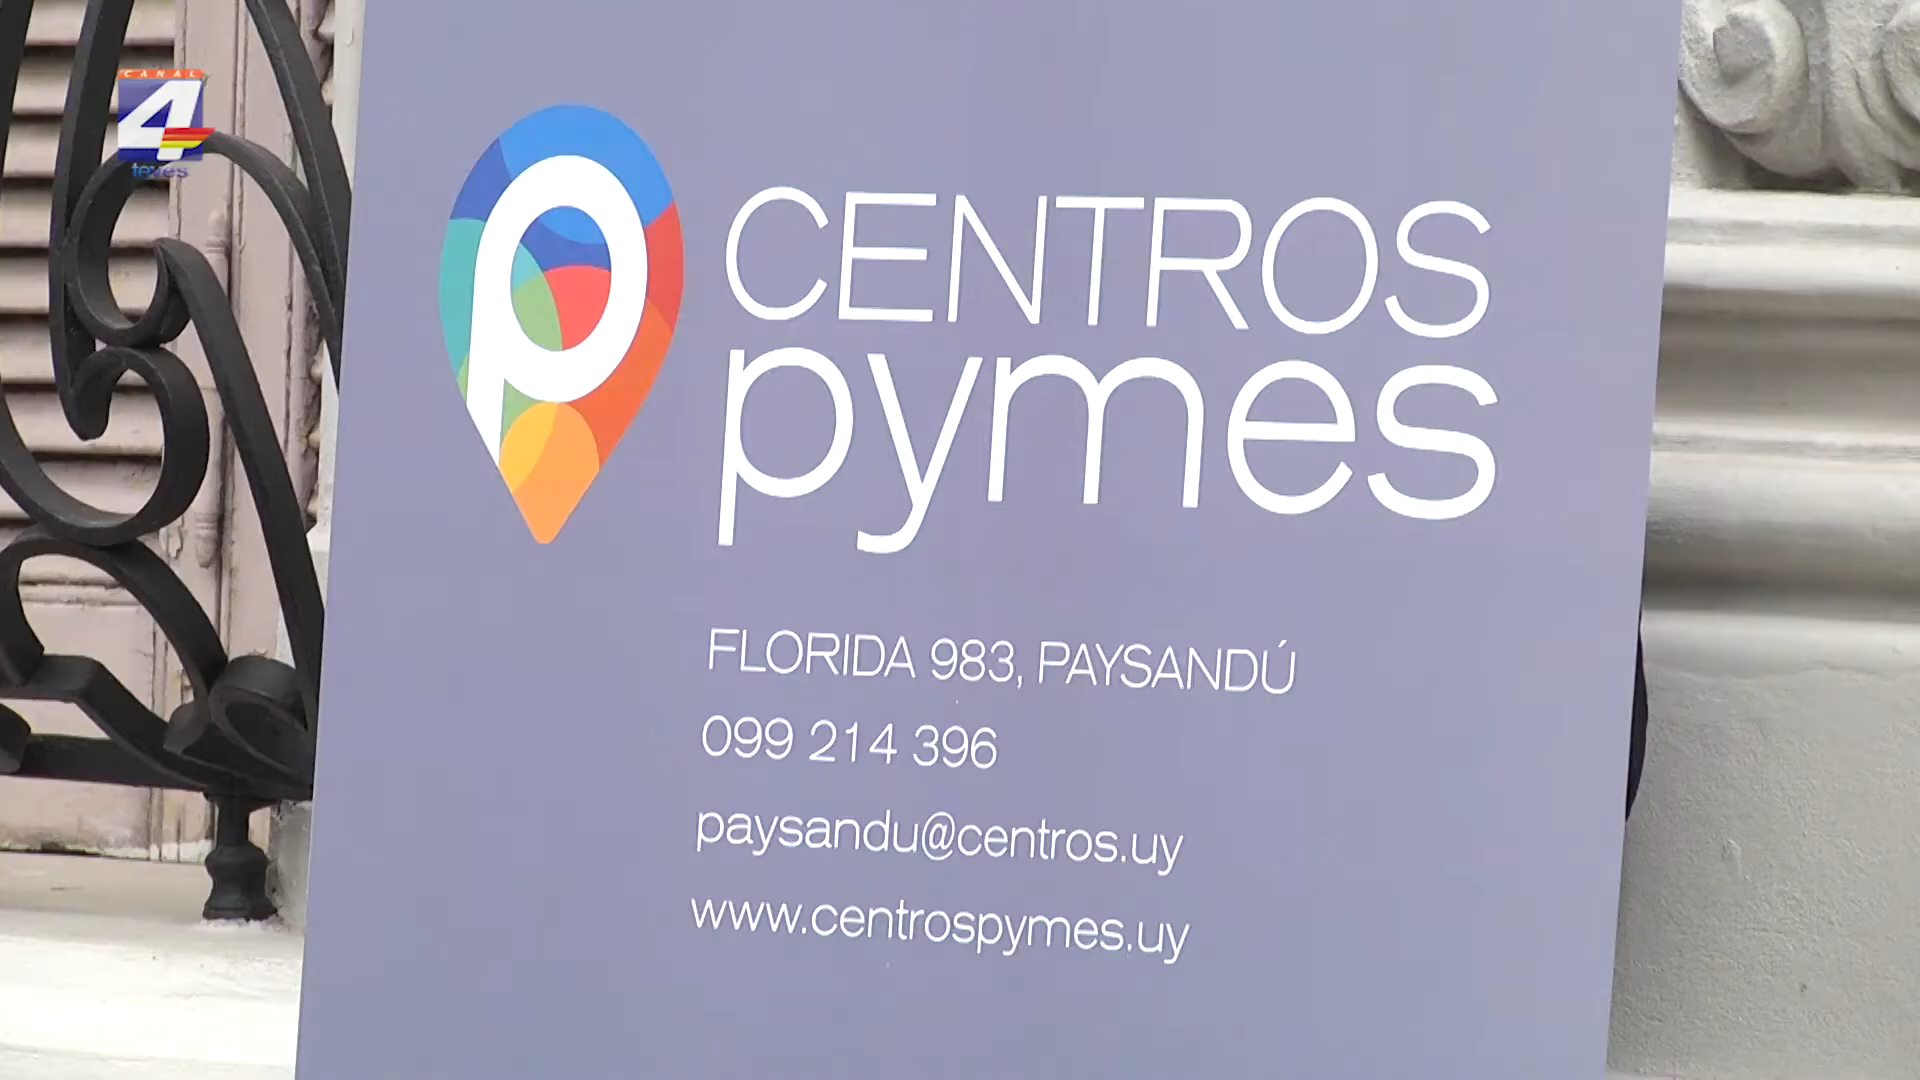 CANAL
4
teves
CENTROS
pymes
FLORIDA 983, PAYSANDÚ
099 214 396
paysandu@centros.uy
www.centrospymes.uy